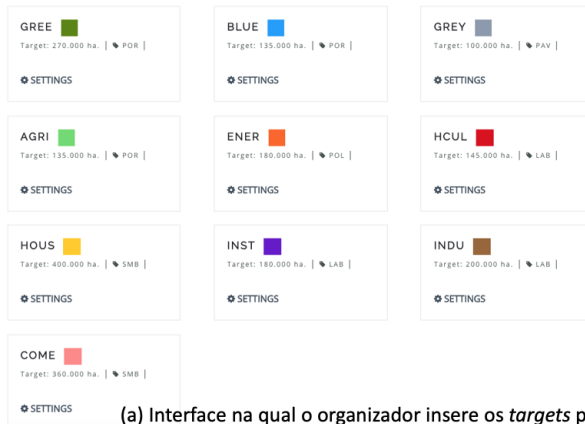 GREE
Target: 270.000 ha. | POR |
SETTINGS
BLUE
Target: 135.000 ha. | POR |
SETTINGS
GREY
Target: 100.000 ha. | PAV |
SETTINGS
AGRI
Target: 135.000 ha. | POR |
SETTINGS
ENER
Target: 180.000 ha. | POL |
SETTINGS
HCUL
Target: 145.000 ha. | LAB |
SETTINGS
HOUS
Target: 400.000 ha. | SMB |
SETTINGS
INST
Target: 180.000 ha. | LAB |
SETTINGS
INDU
Target: 200.000 ha. | LAB |
SETTINGS
COME
Target: 360.000 ha. | SMB |
SETTINGS
(a) Interface na qual o organizador insere os targets p